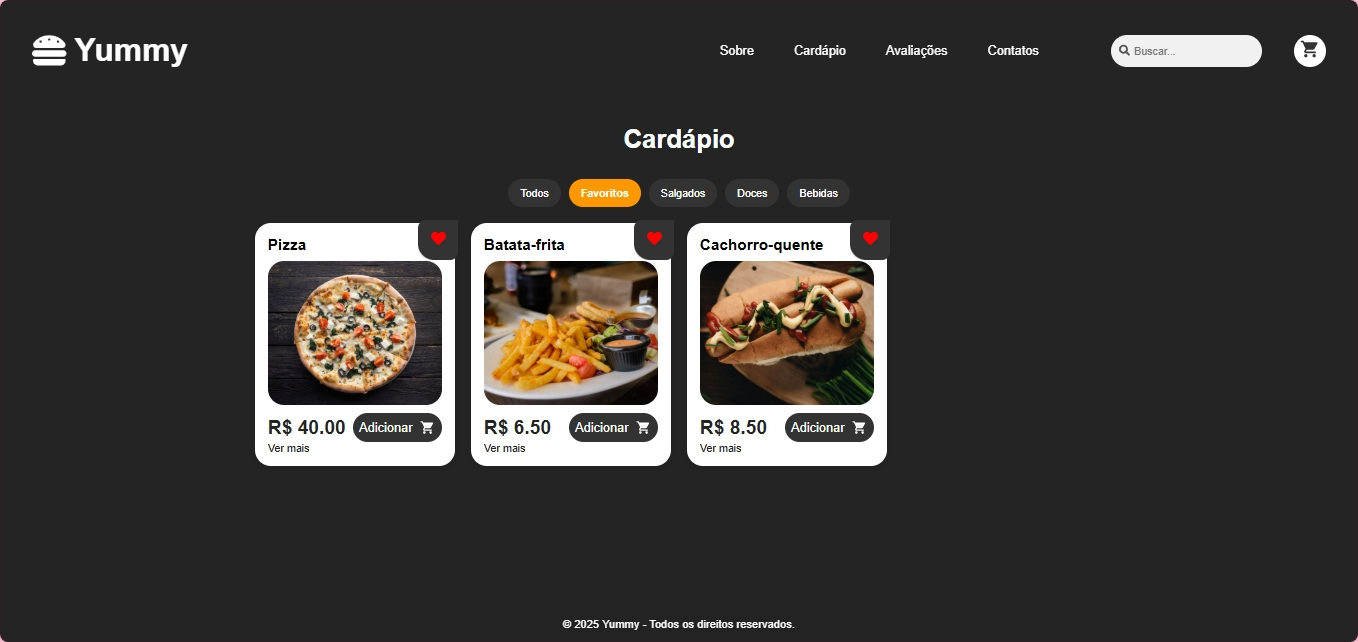 Yummy
Sobre Cardápio Avaliações Contatos Buscar...
Cardápio
Todos Favoritos Salgados Doces Bebidas
Pizza
R$ 40.00 Adicionar
Ver mais
Batata-frita
R$ 6.50 Adicionar
Ver mais
Cachorro-quente
R$ 8.50 Adicionar
Ver mais
© 2025 Yummy - Todos os direitos reservados.